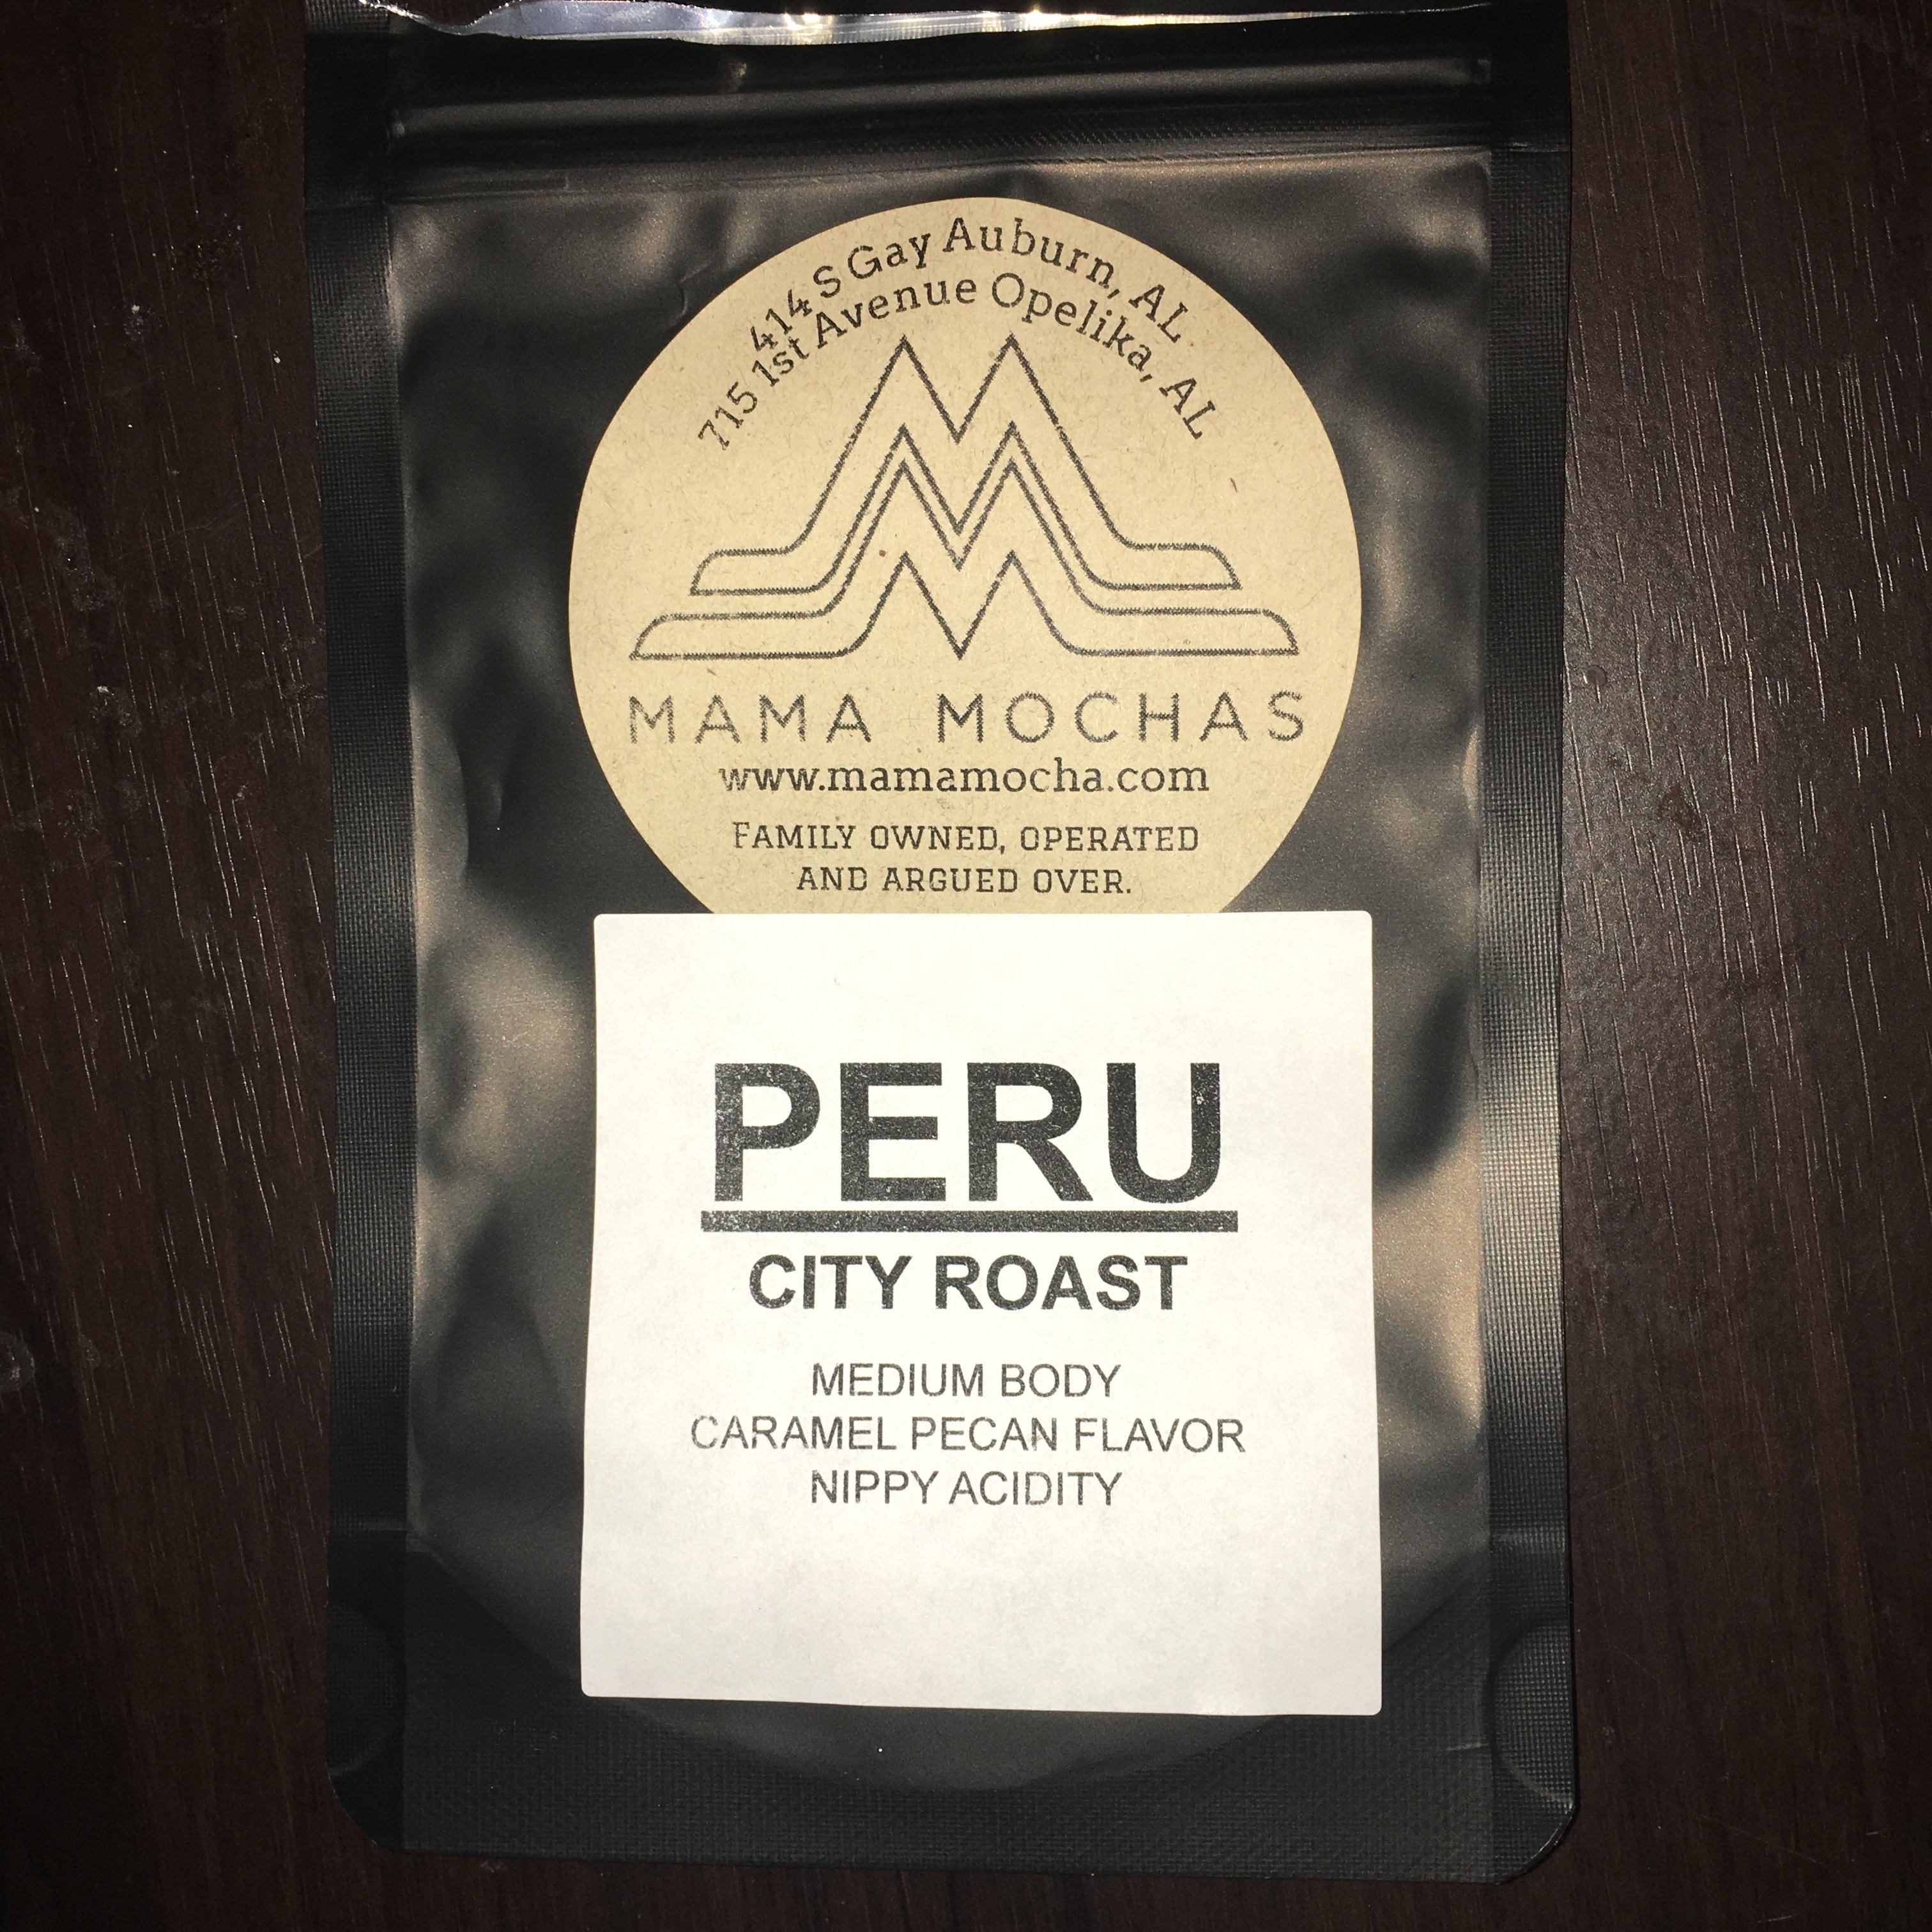 414 S Gay Auburn, AL
715 1st Avenue Opelika, AL
MAMA MOCHAS
www.mamamocha.com
FAMILY OWNED, OPERATED
AND ARGUED OVER.
PERU
CITY ROAST
MEDIUM BODY
CARAMEL PECAN FLAVOR
NIPPY ACIDITY